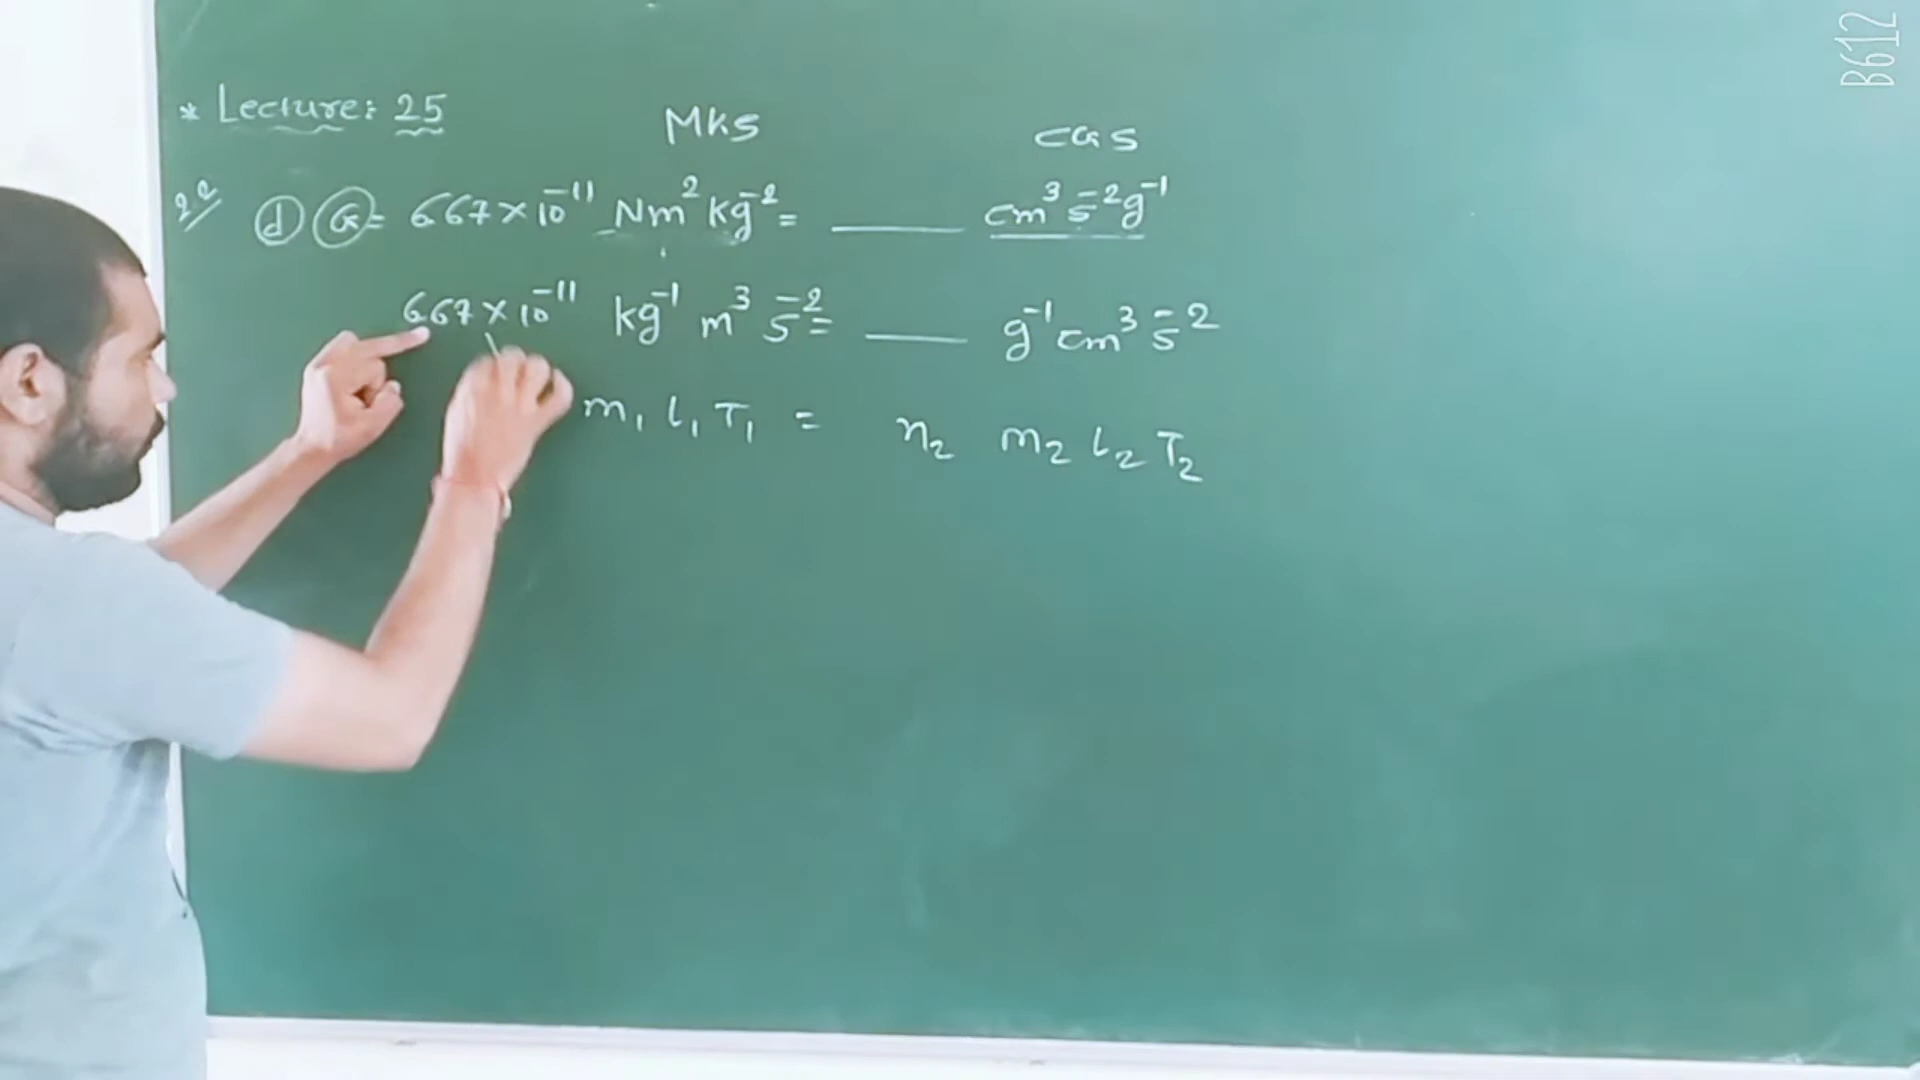 * Lecture: 25
MKS CGS
2e d G = 667 × 10⁻¹¹ Nm² kg⁻² = ____ cm³ s⁻² g⁻¹
667 × 10⁻¹¹ kg⁻¹ m³ s⁻² = ____ g⁻¹ cm³ s⁻²
m₁ L₁ T₁ = n₂ m₂ L₂ T₂
B612